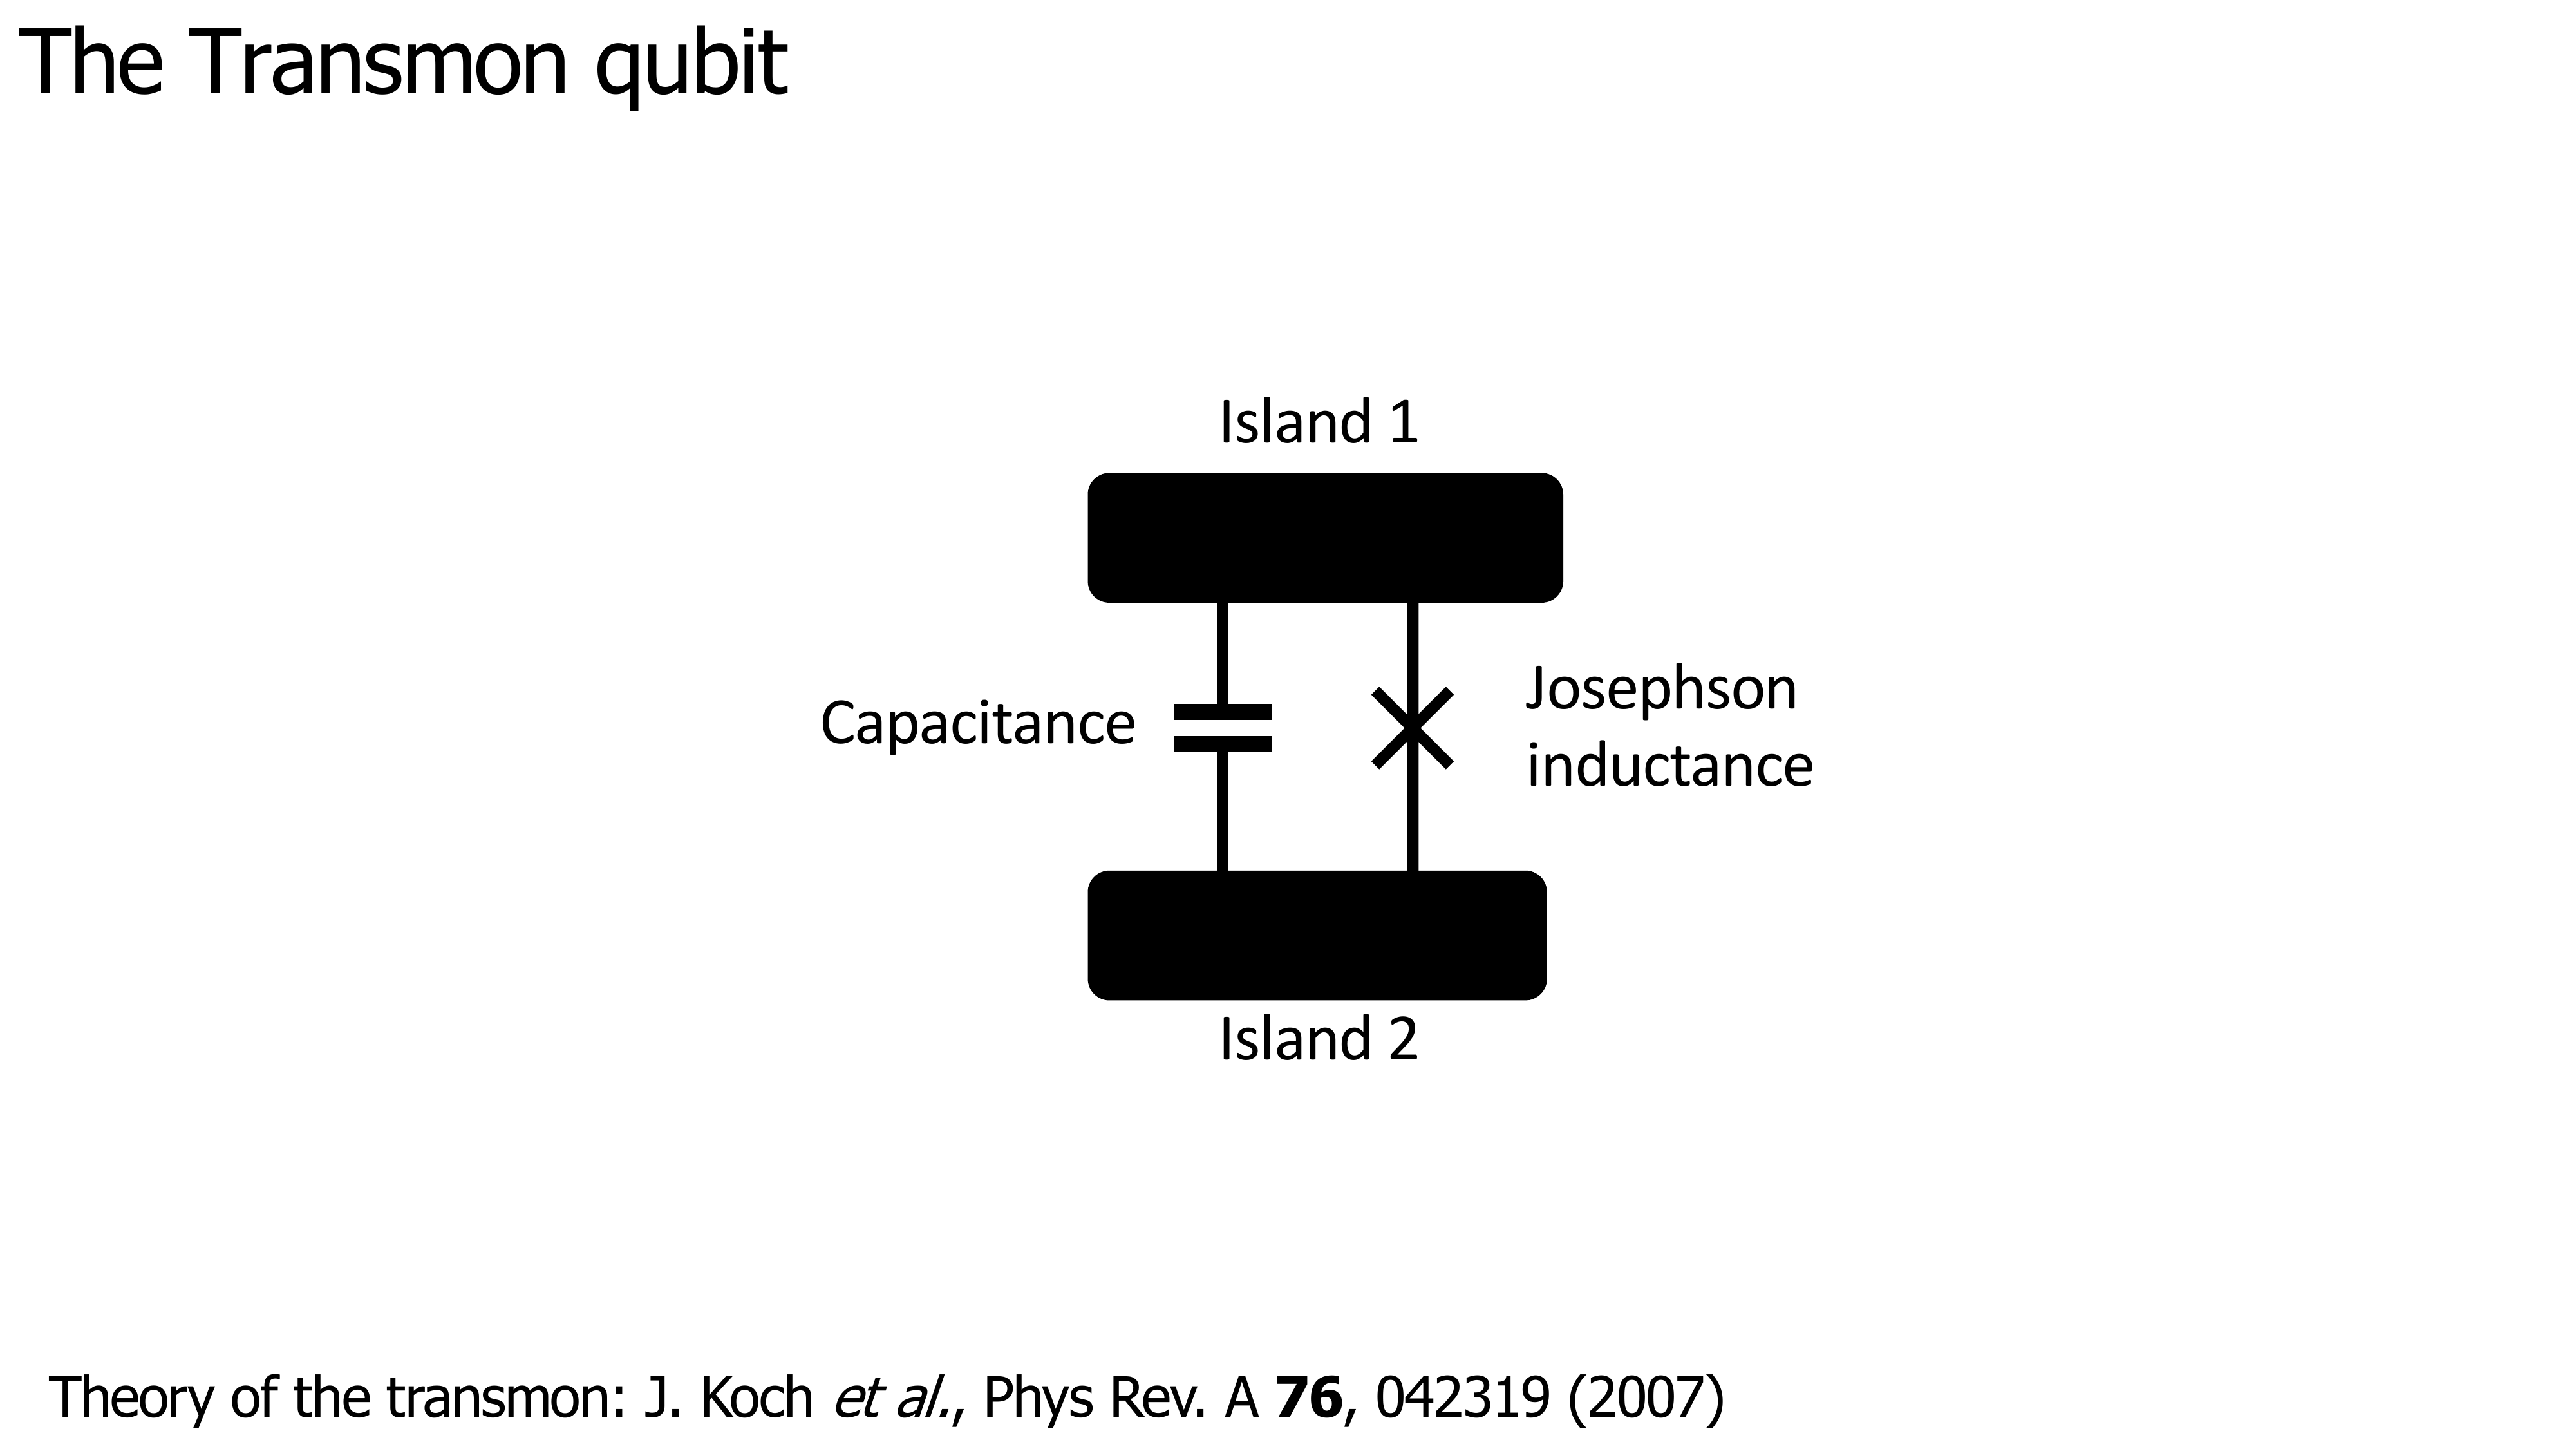 The Transmon qubit
Island 1
Capacitance
Josephson
inductance
Island 2
Theory of the transmon: J. Koch et al., Phys Rev. A 76, 042319 (2007)